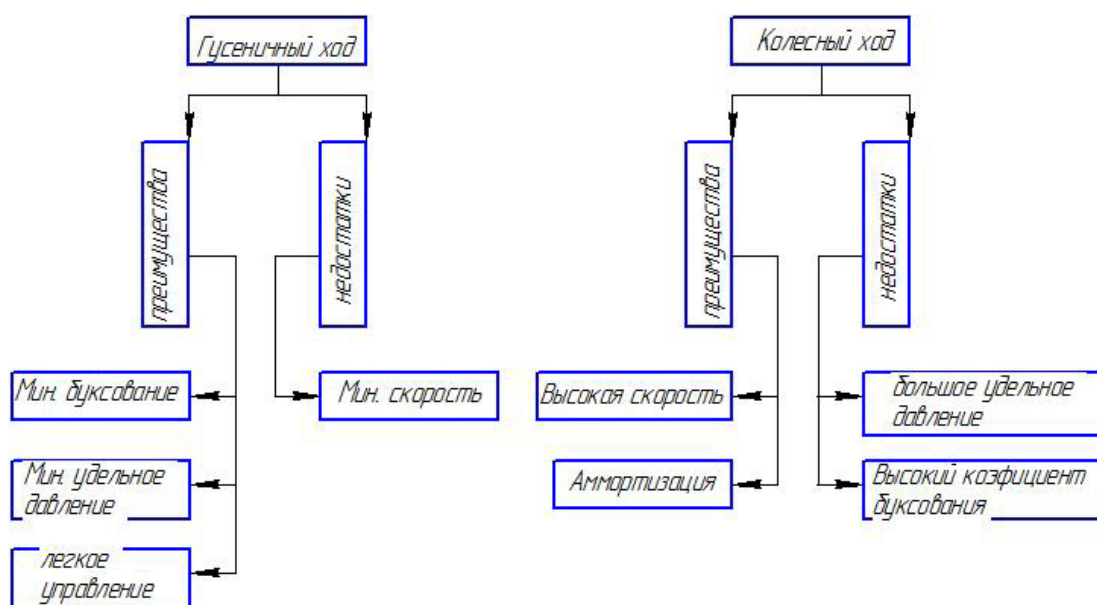 Гусеничный ход
преимущества
недостатки
Мин. буксование
Мин. удельное
давление
легкое
управление
Мин. скорость
Колесный ход
преимущества
недостатки
Высокая скорость
Аммортизация
большое удельное
давление
Высокий коэфициент
буксования